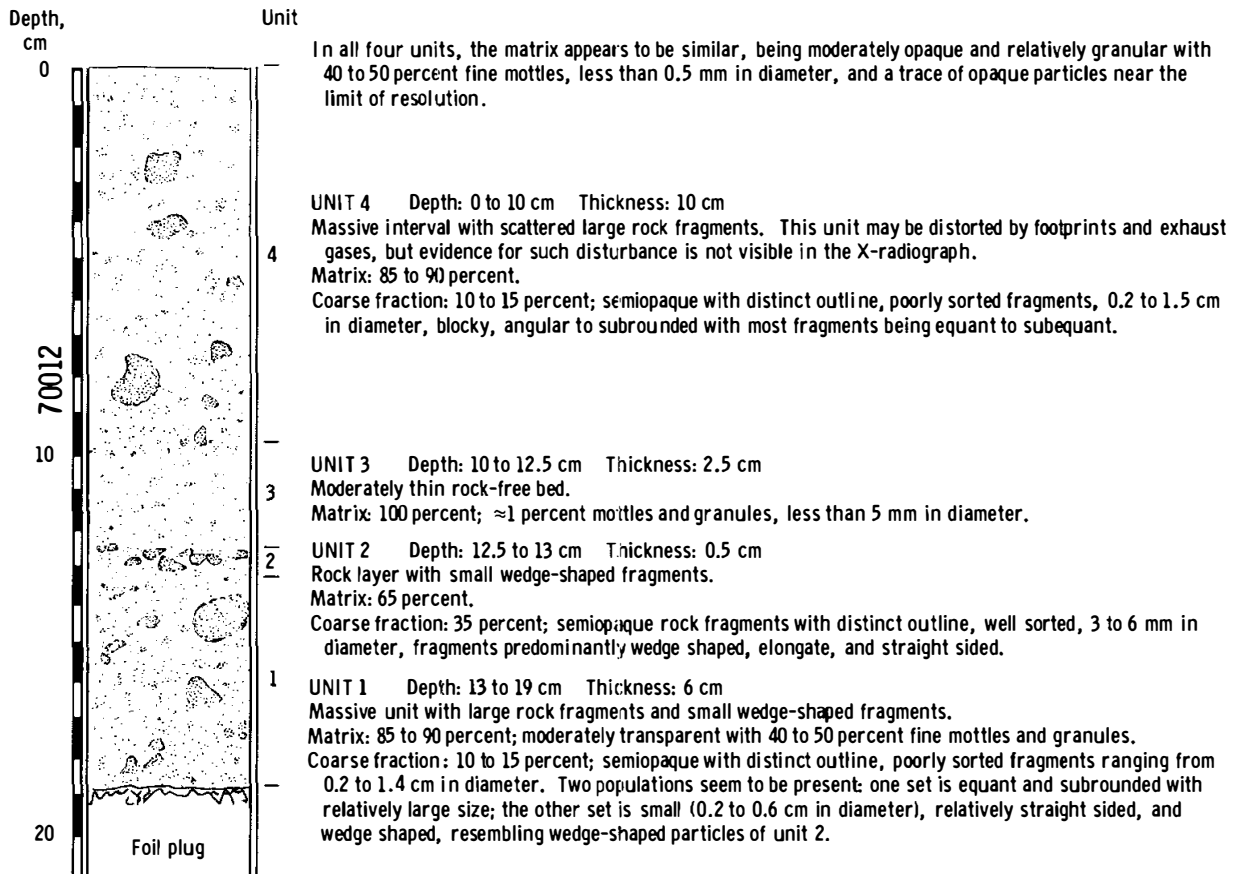 Depth,
cm
Unit
0
In all four units, the matrix appears to be similar, being moderately opaque and relatively granular with
40 to 50 percent fine mottles, less than 0.5 mm in diameter, and a trace of opaque particles near the
limit of resolution.
UNIT 4 Depth: 0 to 10 cm Thickness: 10 cm
Massive interval with scattered large rock fragments. This unit may be distorted by footprints and exhaust
gases, but evidence for such disturbance is not visible in the X-radiograph.
Matrix: 85 to 90 percent.
Coarse fraction: 10 to 15 percent; semiopaque with distinct outline, poorly sorted fragments, 0.2 to 1.5 cm
in diameter, blocky, angular to subrounded with most fragments being equant to subequant.
4
70012
10
UNIT 3 Depth: 10 to 12.5 cm Thickness: 2.5 cm
Moderately thin rock-free bed.
Matrix: 100 percent; ≈1 percent mottles and granules, less than 5 mm in diameter.
3
UNIT 2 Depth: 12.5 to 13 cm Thickness: 0.5 cm
Rock layer with small wedge-shaped fragments.
Matrix: 65 percent.
Coarse fraction: 35 percent; semiopaque rock fragments with distinct outline, well sorted, 3 to 6 mm in
diameter, fragments predominantly wedge shaped, elongate, and straight sided.
2
UNIT 1 Depth: 13 to 19 cm Thickness: 6 cm
Massive unit with large rock fragments and small wedge-shaped fragments.
Matrix: 85 to 90 percent; moderately transparent with 40 to 50 percent fine mottles and granules.
Coarse fraction: 10 to 15 percent; semiopaque with distinct outline, poorly sorted fragments ranging from
0.2 to 1.4 cm in diameter. Two populations seem to be present: one set is equant and subrounded with
relatively large size; the other set is small (0.2 to 0.6 cm in diameter), relatively straight sided, and
wedge shaped, resembling wedge-shaped particles of unit 2.
1
20
Foil plug